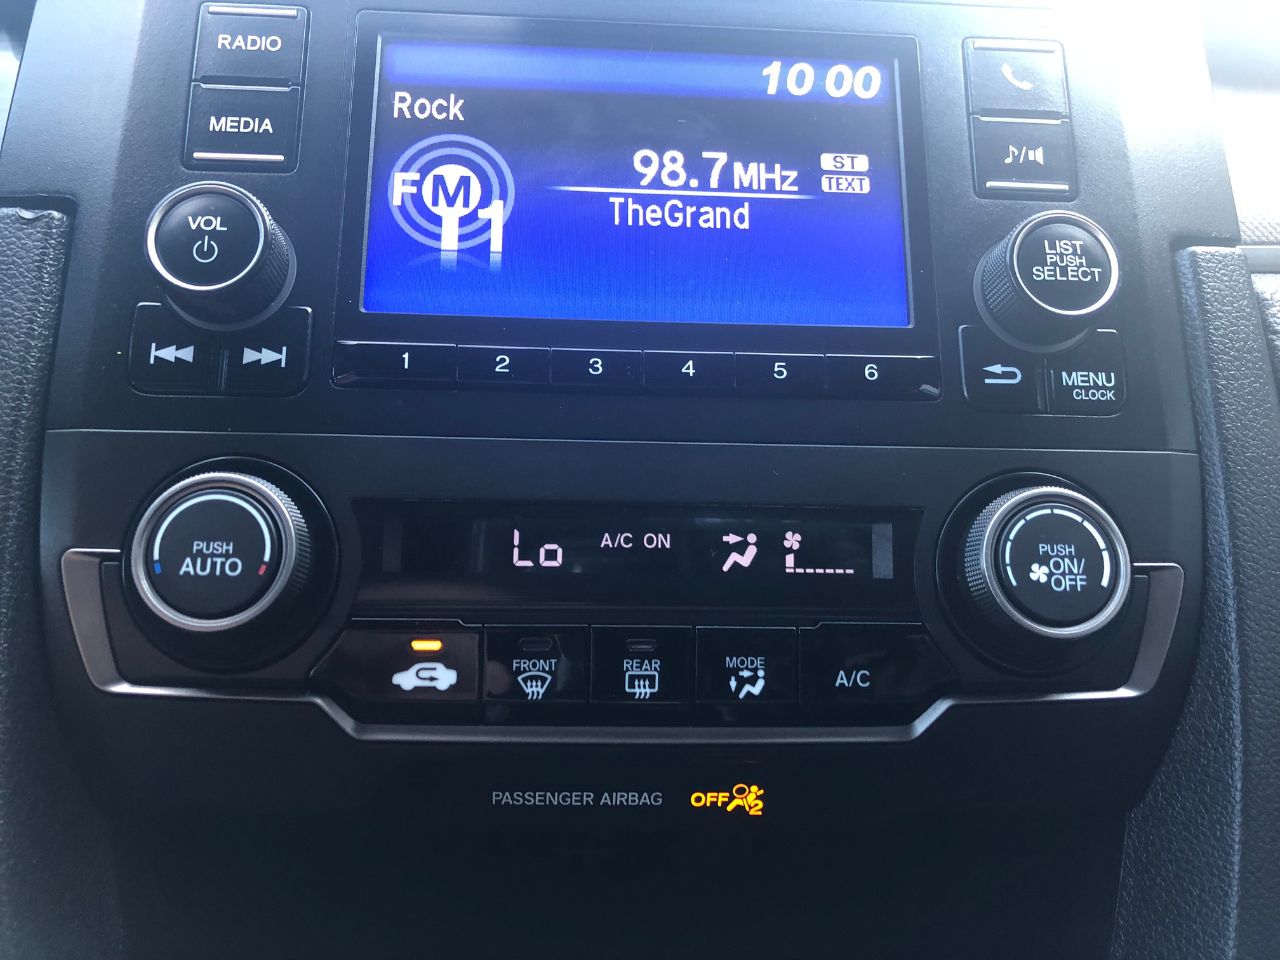 RADIO
MEDIA
VOL
10 00
Rock
FM
1
98.7 MHz
ST
TEXT
TheGrand
LIST
PUSH
SELECT
1 2 3 4 5 6
MENU
CLOCK
PUSH
AUTO
Lo
A/C ON
PUSH
ON/
OFF
FRONT
REAR
MODE
A/C
PASSENGER AIRBAG
OFF
2